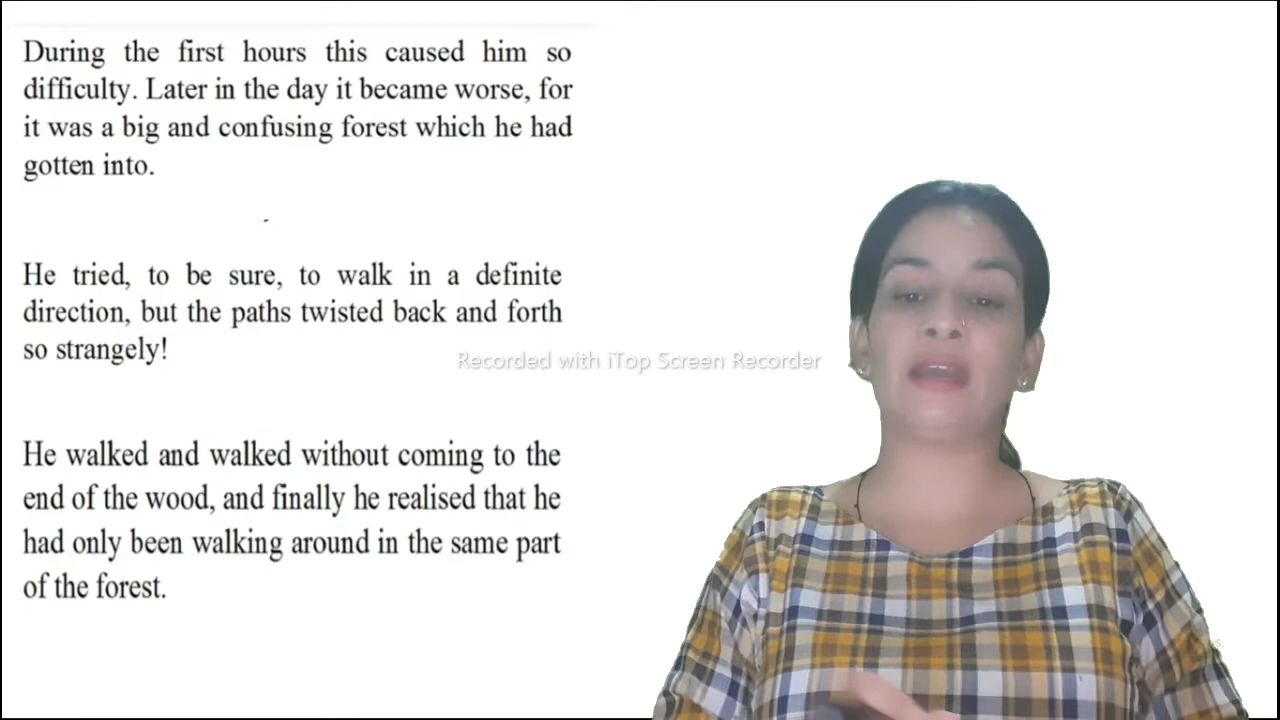 During the first hours this caused him so
difficulty. Later in the day it became worse, for
it was a big and confusing forest which he had
gotten into.
He tried, to be sure, to walk in a definite
direction, but the paths twisted back and forth
so strangely!
Recorded with iTop Screen Recorder
He walked and walked without coming to the
end of the wood, and finally he realised that he
had only been walking around in the same part
of the forest.